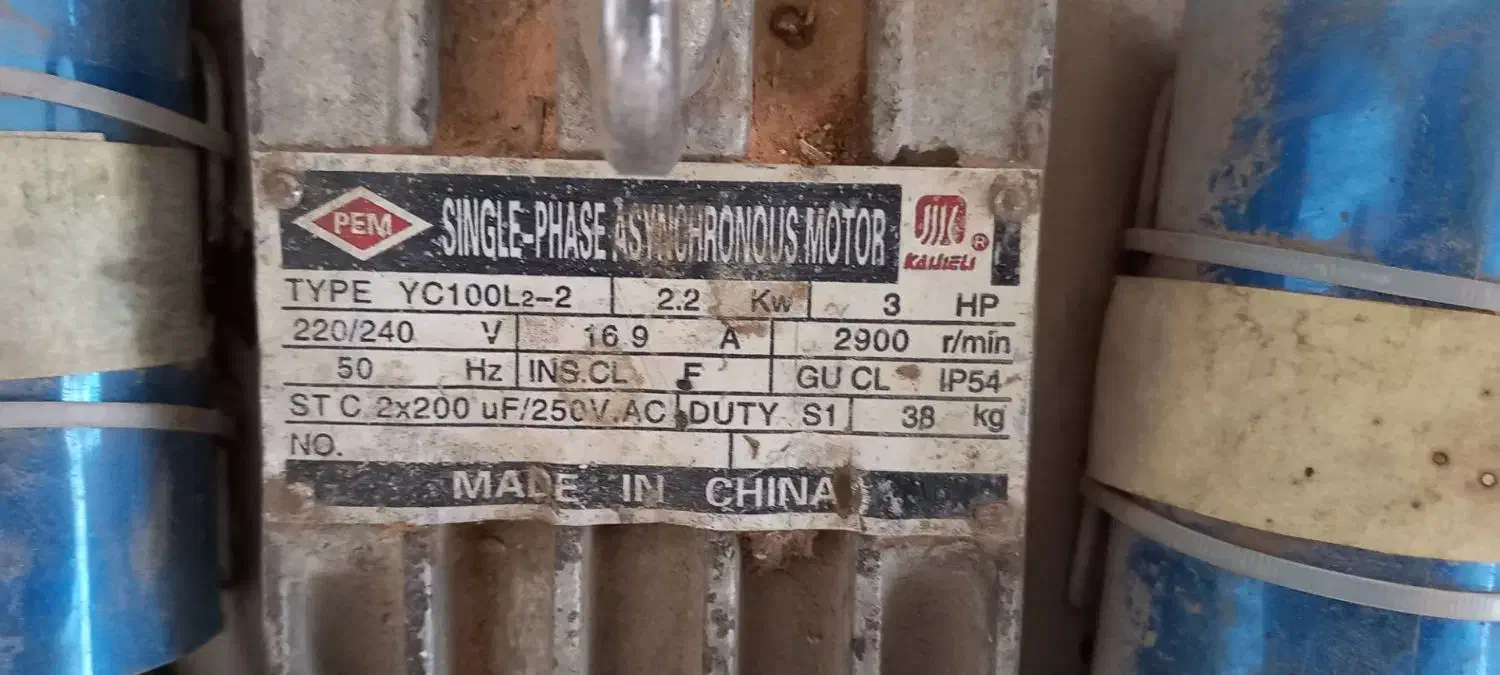 PEM SINGLE-PHASE ASYNCHRONOUS MOTOR JLK ®
KAIJIELI
TYPE YC100L2-2 2.2 Kw 3 HP
220/240 V 16.9 A 2900 r/min
50 Hz INS.CL F GU CL IP54
ST C 2x200 uF/250V.AC DUTY S1 38 kg
NO.
MADE IN CHINA